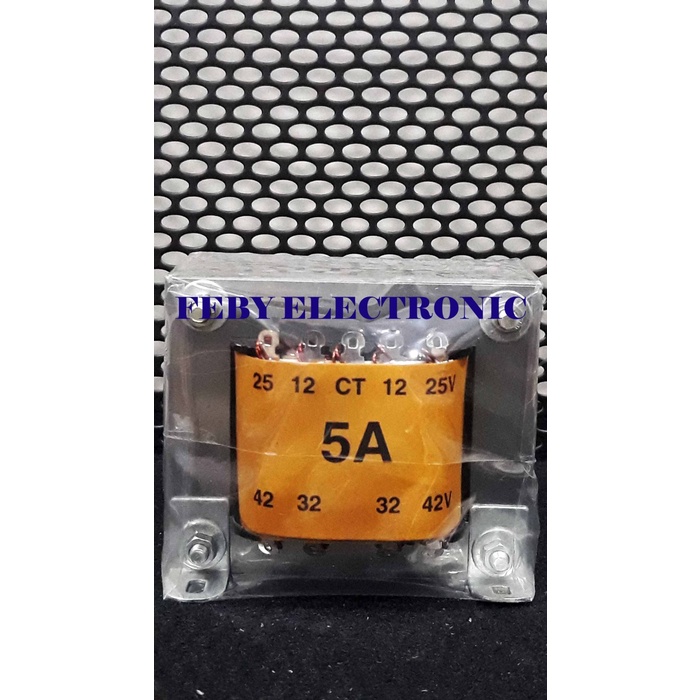 FEBY ELECTRONIC
25 12 CT 12 25V
5A
42 32 32 42V